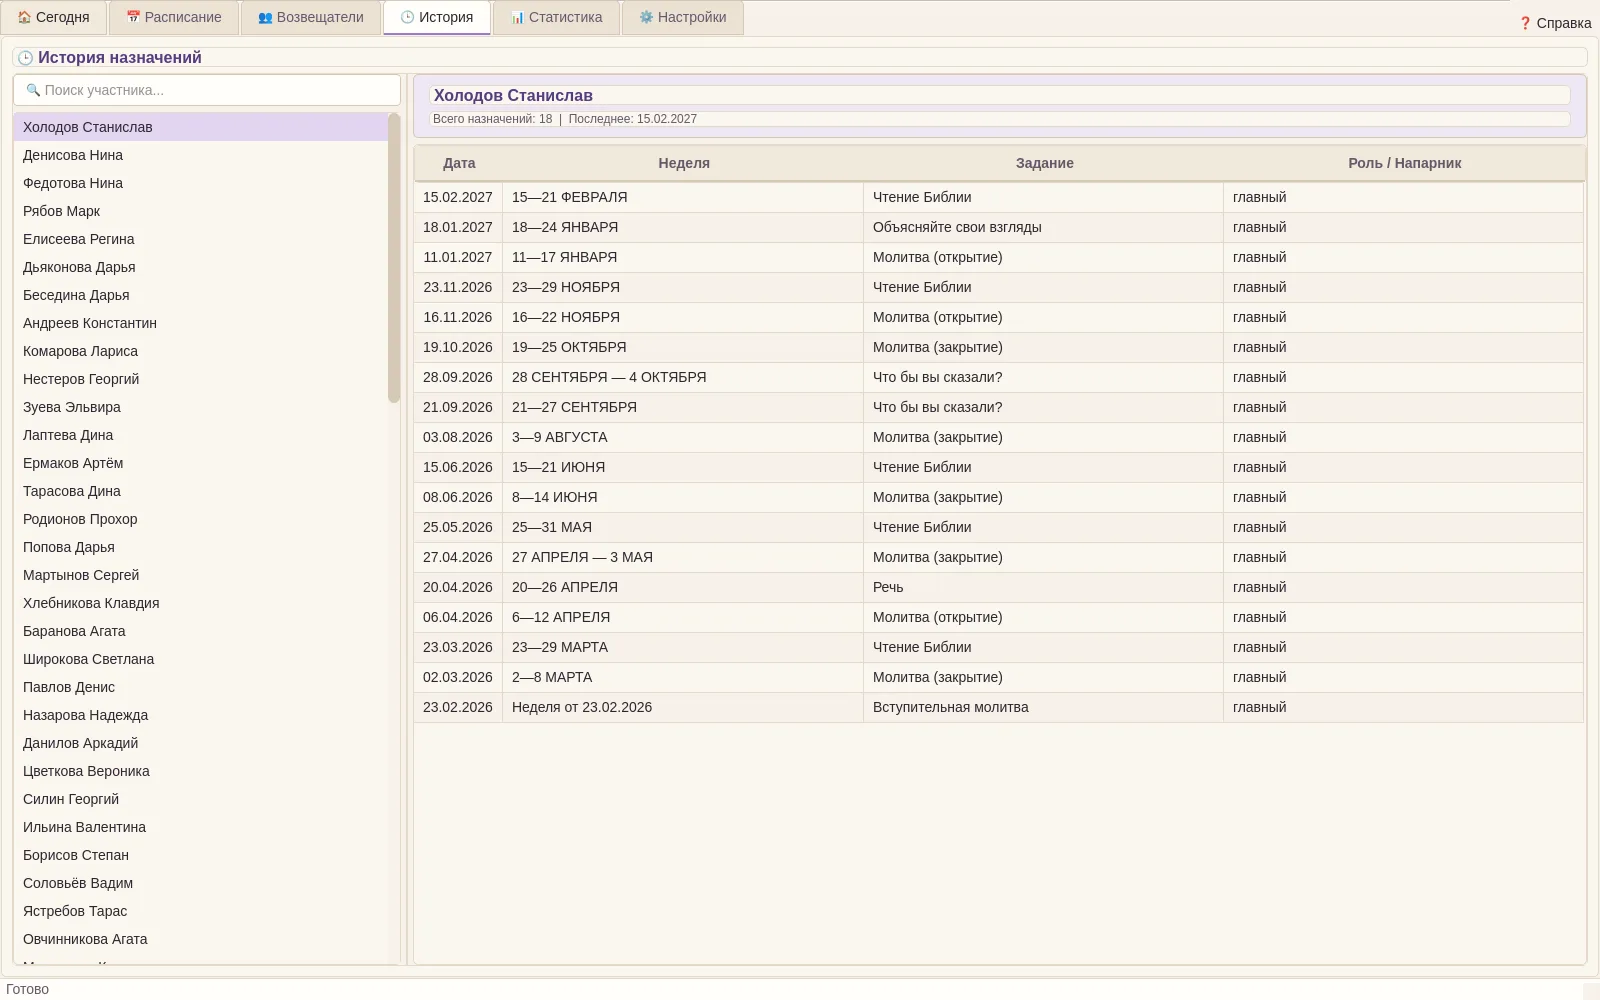 🏠 Сегодня 📅 Расписание 👥 Возвещатели 🕒 История 📊 Статистика ⚙️ Настройки ❓ Справка
🕒 История назначений
🔍 Поиск участника...
Холодов Станислав
Денисова Нина
Федотова Нина
Рябов Марк
Елисеева Регина
Дьяконова Дарья
Беседина Дарья
Андреев Константин
Комарова Лариса
Нестеров Георгий
Зуева Эльвира
Лаптева Дина
Ермаков Артём
Тарасова Дина
Родионов Прохор
Попова Дарья
Мартынов Сергей
Хлебникова Клавдия
Баранова Агата
Широкова Светлана
Павлов Денис
Назарова Надежда
Данилов Аркадий
Цветкова Вероника
Силин Георгий
Ильина Валентина
Борисов Степан
Соловьёв Вадим
Ястребов Тарас
Овчинникова Агата
Холодов Станислав
Всего назначений: 18 | Последнее: 15.02.2027
Дата Неделя Задание Роль / Напарник
15.02.2027 15—21 ФЕВРАЛЯ Чтение Библии главный
18.01.2027 18—24 ЯНВАРЯ Объясняйте свои взгляды главный
11.01.2027 11—17 ЯНВАРЯ Молитва (открытие) главный
23.11.2026 23—29 НОЯБРЯ Чтение Библии главный
16.11.2026 16—22 НОЯБРЯ Молитва (открытие) главный
19.10.2026 19—25 ОКТЯБРЯ Молитва (закрытие) главный
28.09.2026 28 СЕНТЯБРЯ — 4 ОКТЯБРЯ Что бы вы сказали? главный
21.09.2026 21—27 СЕНТЯБРЯ Что бы вы сказали? главный
03.08.2026 3—9 АВГУСТА Молитва (закрытие) главный
15.06.2026 15—21 ИЮНЯ Чтение Библии главный
08.06.2026 8—14 ИЮНЯ Молитва (закрытие) главный
25.05.2026 25—31 МАЯ Чтение Библии главный
27.04.2026 27 АПРЕЛЯ — 3 МАЯ Молитва (закрытие) главный
20.04.2026 20—26 АПРЕЛЯ Речь главный
06.04.2026 6—12 АПРЕЛЯ Молитва (открытие) главный
23.03.2026 23—29 МАРТА Чтение Библии главный
02.03.2026 2—8 МАРТА Молитва (закрытие) главный
23.02.2026 Неделя от 23.02.2026 Вступительная молитва главный
Готово